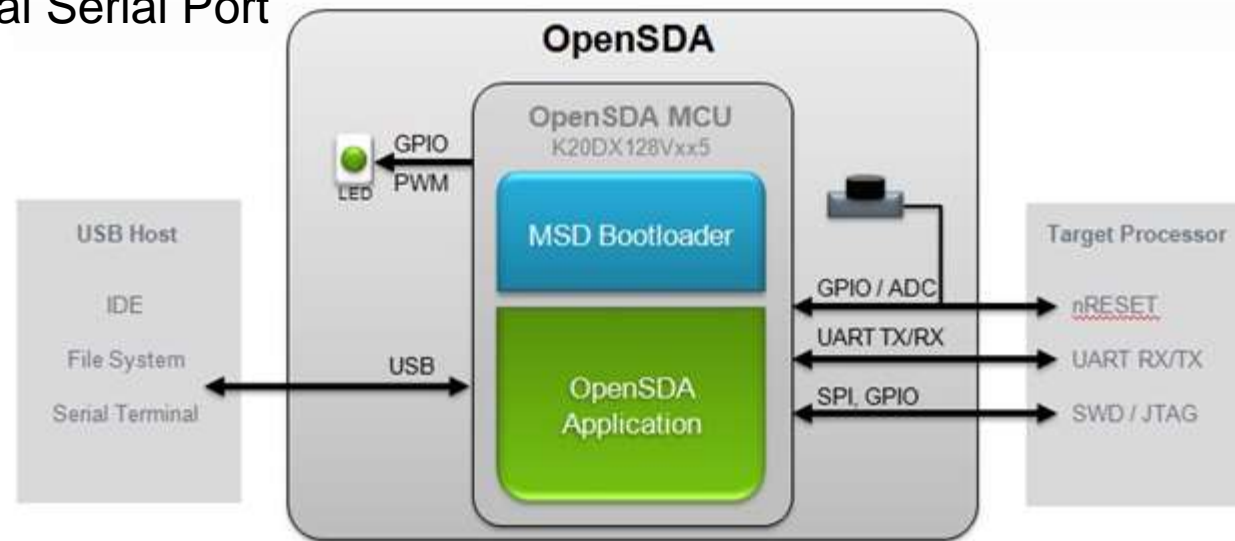 al Serial Port
OpenSDA
OpenSDA MCU
K20DX128Vxx5
GPIO
PWM
LED
MSD Bootloader
USB Host
IDE
File System
Serial Terminal
USB
OpenSDA
Application
GPIO / ADC
UART TX/RX
SPI, GPIO
Target Processor
nRESET
UART RX/TX
SWD / JTAG